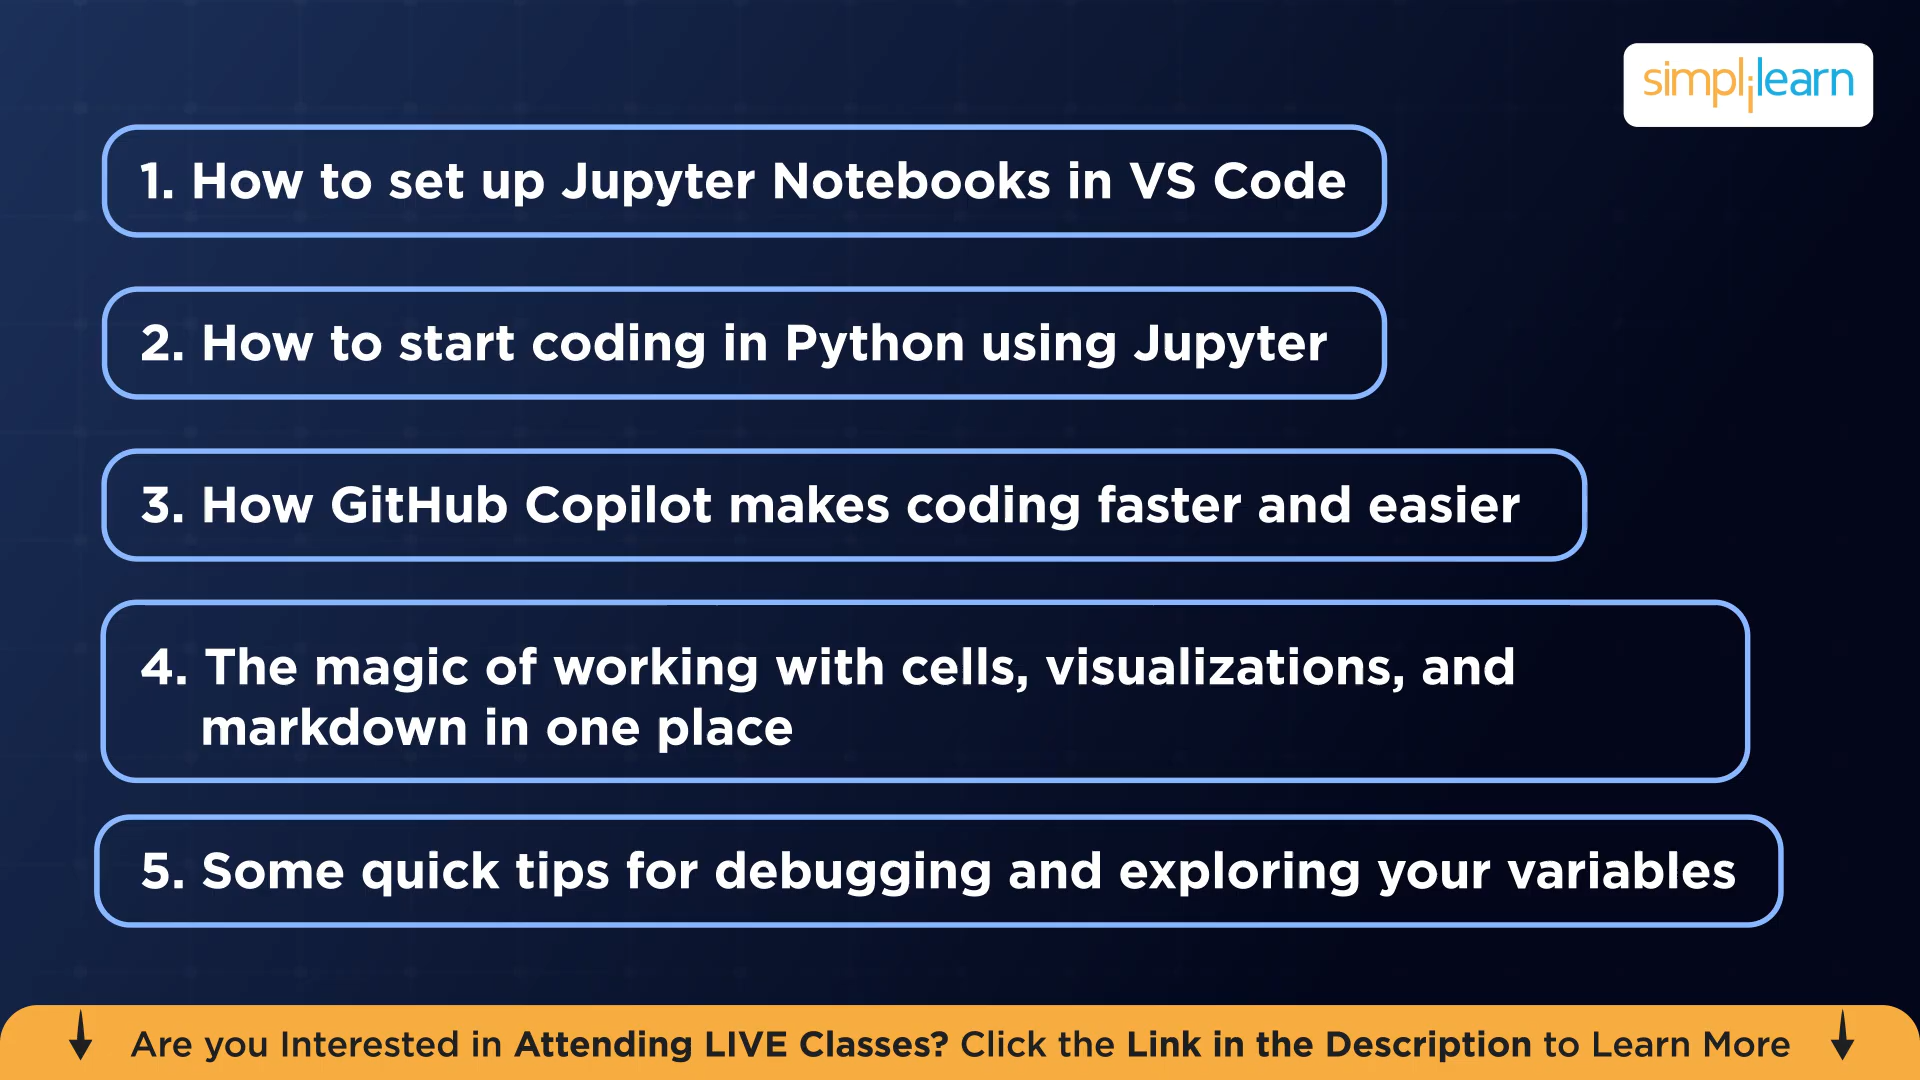 simplilearn
1. How to set up Jupyter Notebooks in VS Code
2. How to start coding in Python using Jupyter
3. How GitHub Copilot makes coding faster and easier
4. The magic of working with cells, visualizations, and
markdown in one place
5. Some quick tips for debugging and exploring your variables
Are you Interested in Attending LIVE Classes? Click the Link in the Description to Learn More